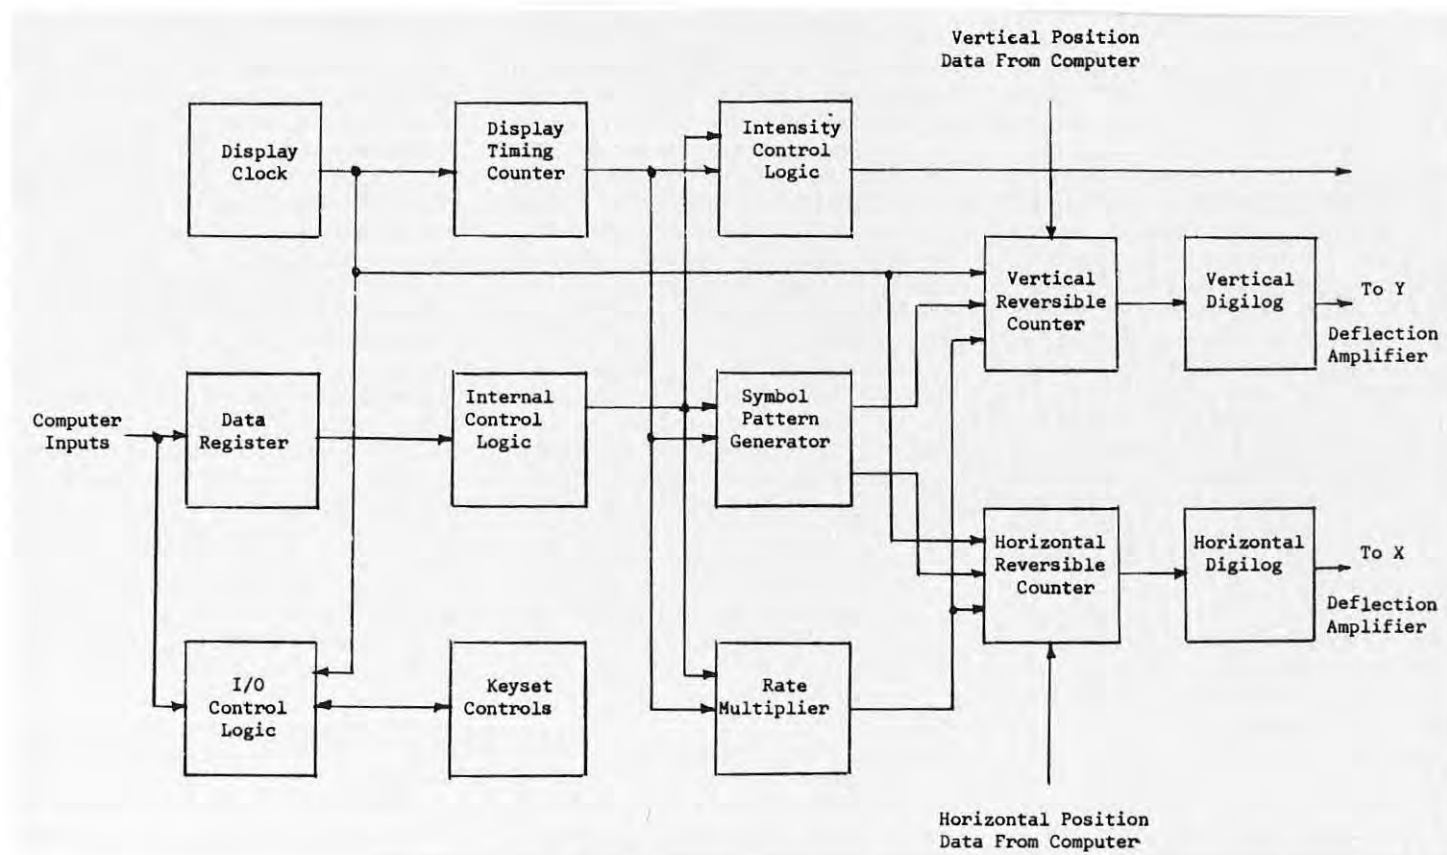 Vertical Position
Data From Computer
Display
Clock
Display
Timing
Counter
Intensity
Control
Logic
Vertical
Reversible
Counter
Vertical
Digilog
To Y
Deflection
Amplifier
Computer
Inputs
Data
Register
Internal
Control
Logic
Symbol
Pattern
Generator
Horizontal
Reversible
Counter
Horizontal
Digilog
To X
Deflection
Amplifier
I/O
Control
Logic
Keyset
Controls
Rate
Multiplier
Horizontal Position
Data From Computer